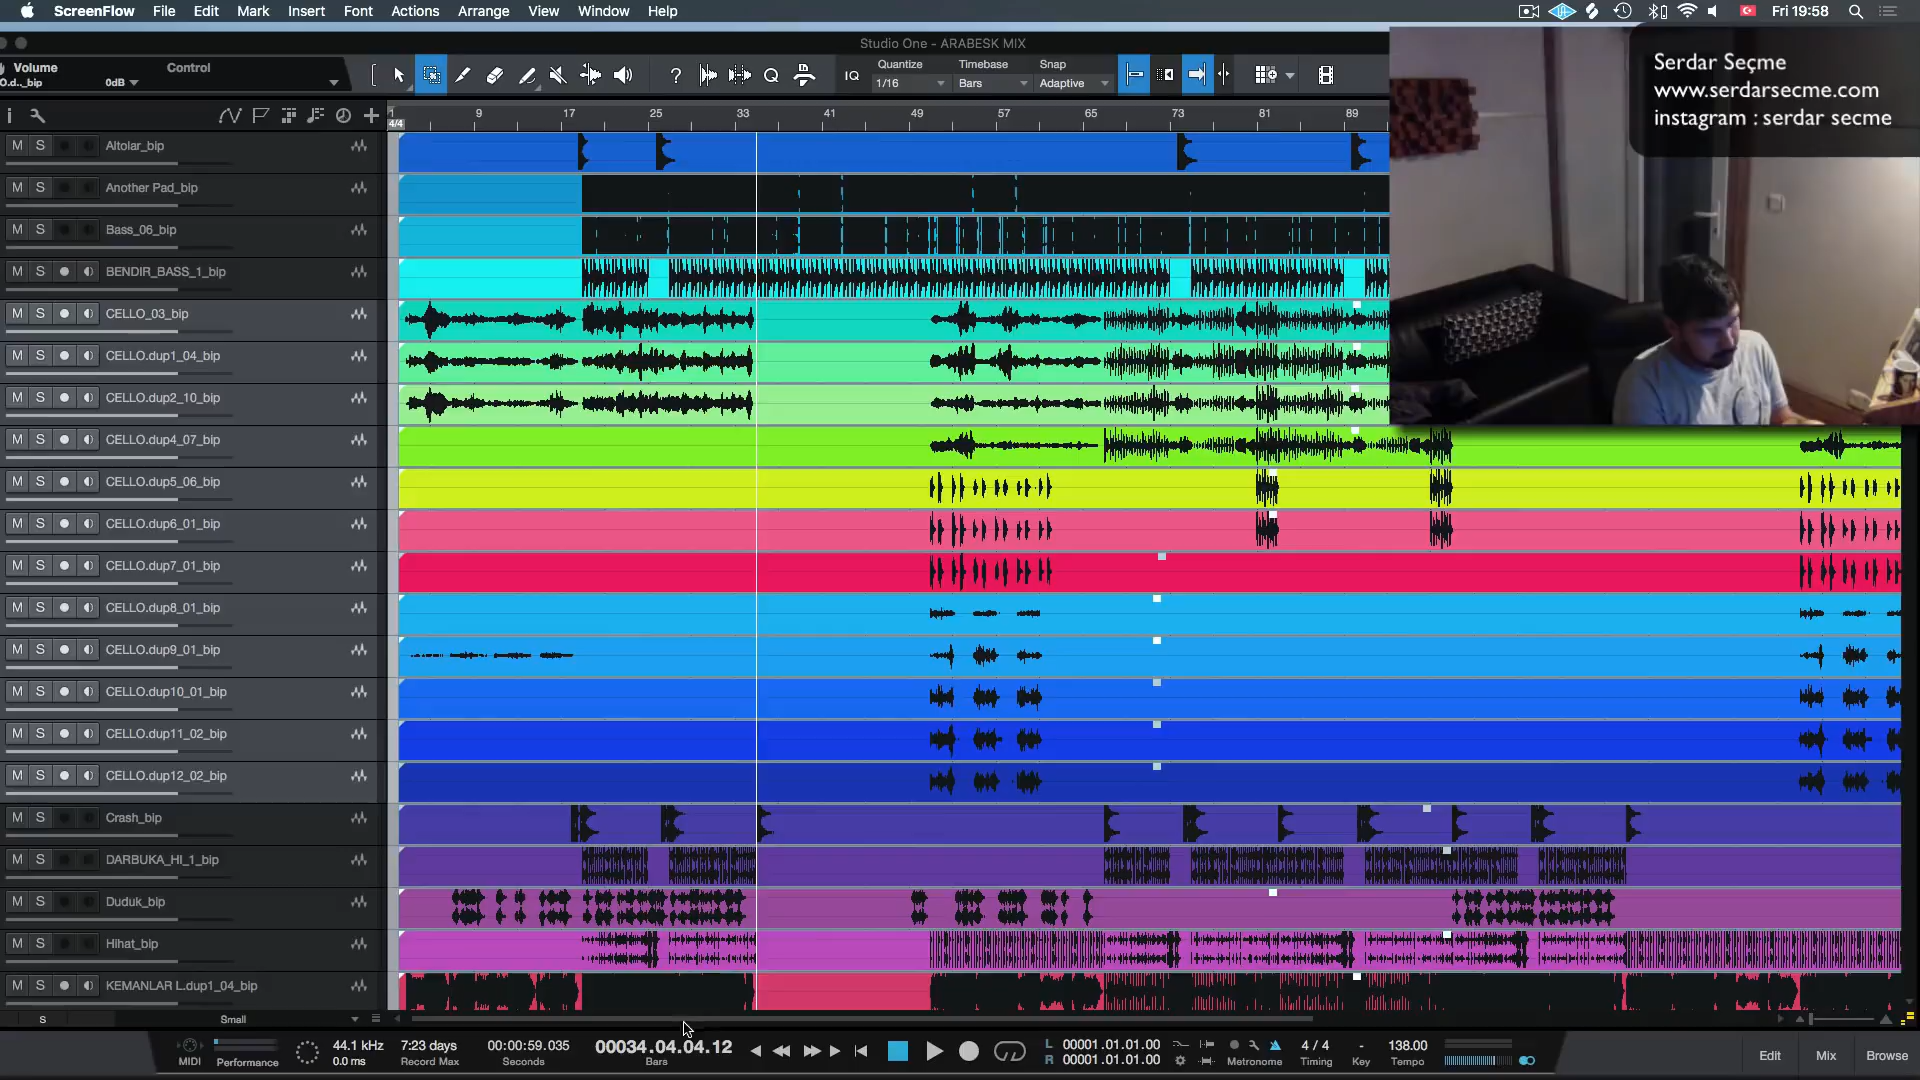 ScreenFlow File Edit Mark Insert Font Actions Arrange View Window Help
Fri 19:58
Studio One - ARABESK MIX
Volume
Control
O.d.._bip
0dB
IQ
Quantize
1/16
Timebase
Bars
Snap
Adaptive
Serdar Seçme
www.serdarsecme.com
instagram : serdar secme
4/4
9 17 25 33 41 49 57 65 73 81 89
M S Altolar_bip
M S Another Pad_bip
M S Bass_06_bip
M S BENDIR_BASS_1_bip
M S CELLO_03_bip
M S CELLO.dup1_04_bip
M S CELLO.dup2_10_bip
M S CELLO.dup4_07_bip
M S CELLO.dup5_06_bip
M S CELLO.dup6_01_bip
M S CELLO.dup7_01_bip
M S CELLO.dup8_01_bip
M S CELLO.dup9_01_bip
M S CELLO.dup10_01_bip
M S CELLO.dup11_02_bip
M S CELLO.dup12_02_bip
M S Crash_bip
M S DARBUKA_HI_1_bip
M S Duduk_bip
M S Hihat_bip
M S KEMANLAR L.dup1_04_bip
S Small
MIDI
Performance
44.1 kHz
0.0 ms
7:23 days
Record Max
00:00:59.035
Seconds
00034.04.04.12
Bars
L 00001.01.01.00
R 00001.01.01.00
Metronome
4 / 4
Timing
-
Key
138.00
Tempo
Edit Mix Browse